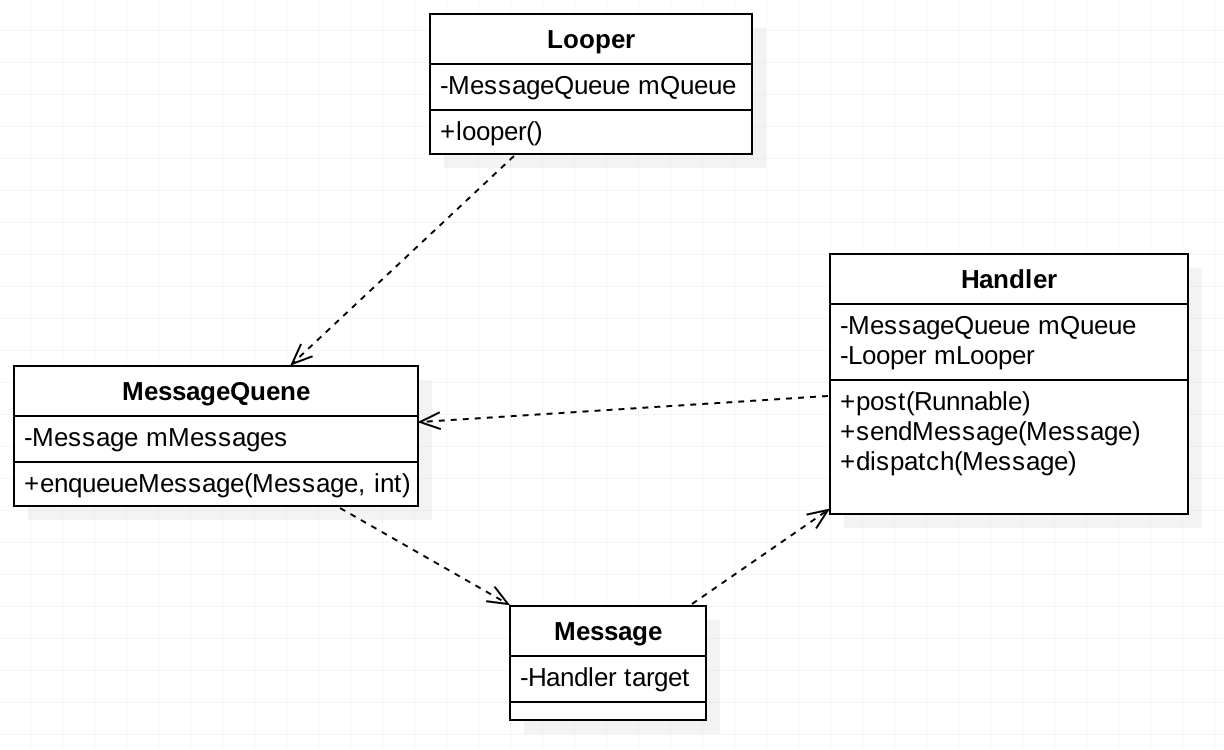 Looper
-MessageQueue mQueue
+looper()
Handler
-MessageQueue mQueue
-Looper mLooper
+post(Runnable)
+sendMessage(Message)
+dispatch(Message)
MessageQuene
-Message mMessages
+enqueueMessage(Message, int)
Message
-Handler target